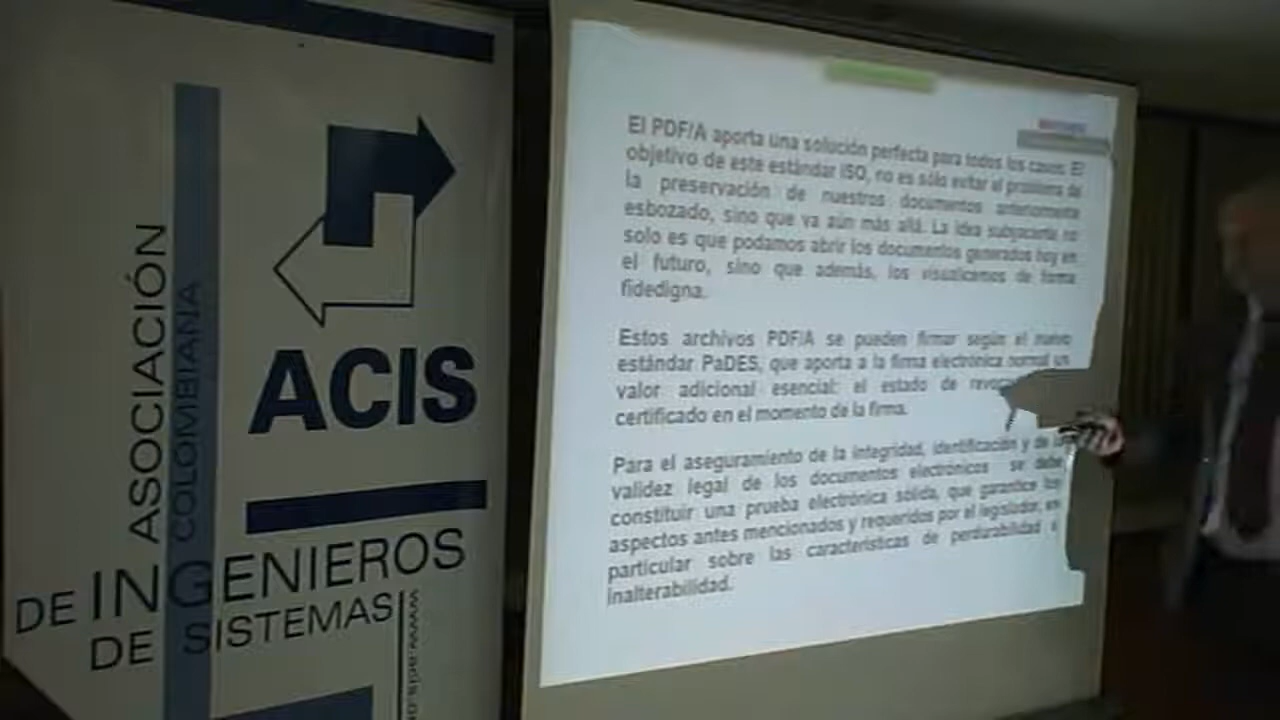 ASOCIACIÓN
COLOMBIANA
ACIS
DE INGENIEROS
DE SISTEMAS
El PDF/A aporta una solución perfecta para todos los casos. El
objetivo de este estándar ISO, no es sólo evitar el problema de
la preservación de nuestros documentos anteriormente
esbozado, sino que va aún más allá. La idea subyacente no
solo es que podamos abrir los documentos generados hoy en
el futuro, sino que además, los visualicemos de forma
fidedigna.
Estos archivos PDF/A se pueden firmar según el nuevo
estándar PaDES, que aporta a la firma electrónica normal un
valor adicional esencial: el estado de
certificado en el momento de la firma.
Para el aseguramiento de la integridad, identificación y de la
validez legal de los documentos electrónicos se debe
constituir una prueba electrónica sólida, que garantice los
aspectos antes mencionados y requeridos por el legislador, en
particular sobre las características de perdurabilidad e
inalterabilidad.